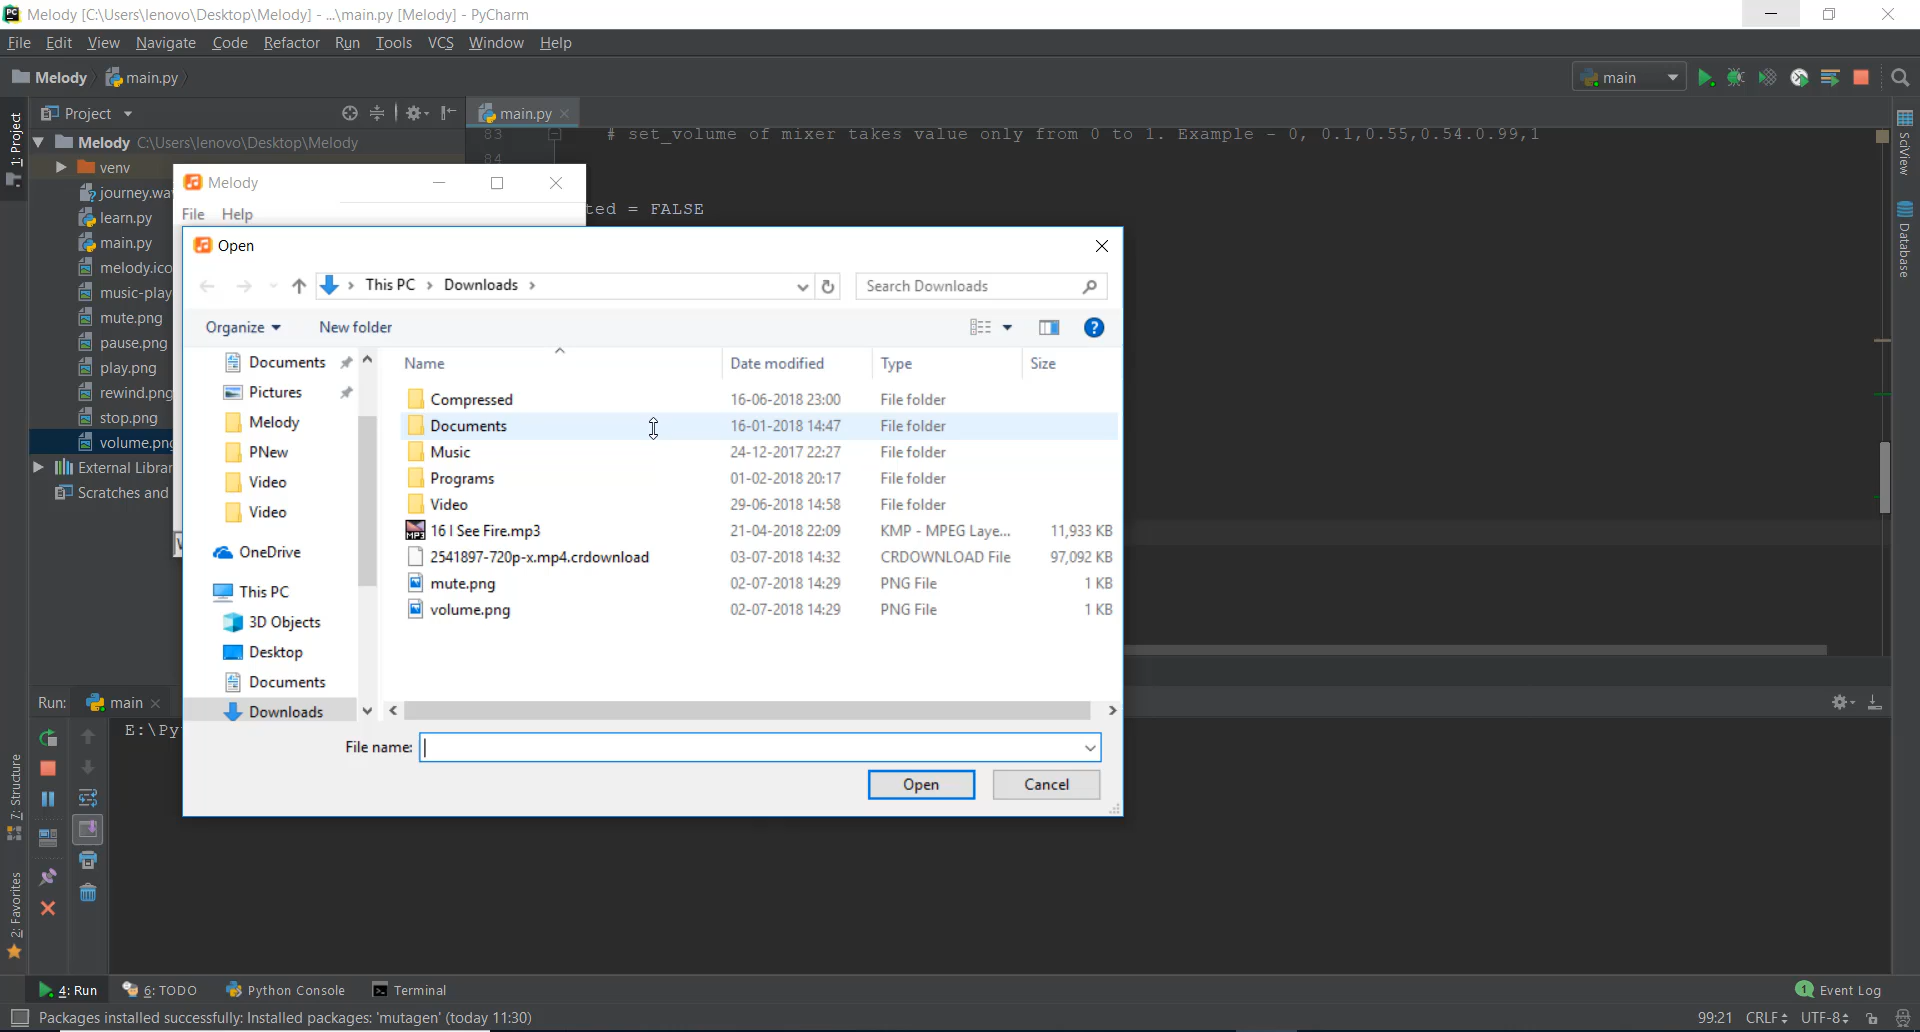 Melody [C:\Users\lenovo\Desktop\Melody] - ...\main.py [Melody] - PyCharm
File Edit View Navigate Code Refactor Run Tools VCS Window Help
Melody main.py main
1: Project Project main.py
83 # set_volume of mixer takes value only from 0 to 1. Example - 0, 0.1,0.55,0.54.0.99,1
Melody C:\Users\lenovo\Desktop\Melody
84
venv
Melody
journey.wa
ted = FALSE
File Help
learn.py
main.py
melody.ico
music-play
mute.png
pause.png
play.png
rewind.png
stop.png
volume.png
External Librar
Scratches and
SciView
Database
Open
This PC Downloads Search Downloads
Organize New folder
Documents
Pictures
Melody
PNew
Video
Video
OneDrive
This PC
3D Objects
Desktop
Documents
Downloads
Name Date modified Type Size
Compressed 16-06-2018 23:00 File folder
Documents 16-01-2018 14:47 File folder
Music 24-12-2017 22:27 File folder
Programs 01-02-2018 20:17 File folder
Video 29-06-2018 14:58 File folder
16 I See Fire.mp3 21-04-2018 22:09 KMP - MPEG Laye... 11,933 KB
2541897-720p-x.mp4.crdownload 03-07-2018 14:32 CRDOWNLOAD File 97,092 KB
mute.png 02-07-2018 14:29 PNG File 1 KB
volume.png 02-07-2018 14:29 PNG File 1 KB
File name:
Open Cancel
Run: main
E:\Py
7: Structure
2: Favorites
4: Run 6: TODO Python Console Terminal 1 Event Log
Packages installed successfully: Installed packages: 'mutagen' (today 11:30) 99:21 CRLF UTF-8